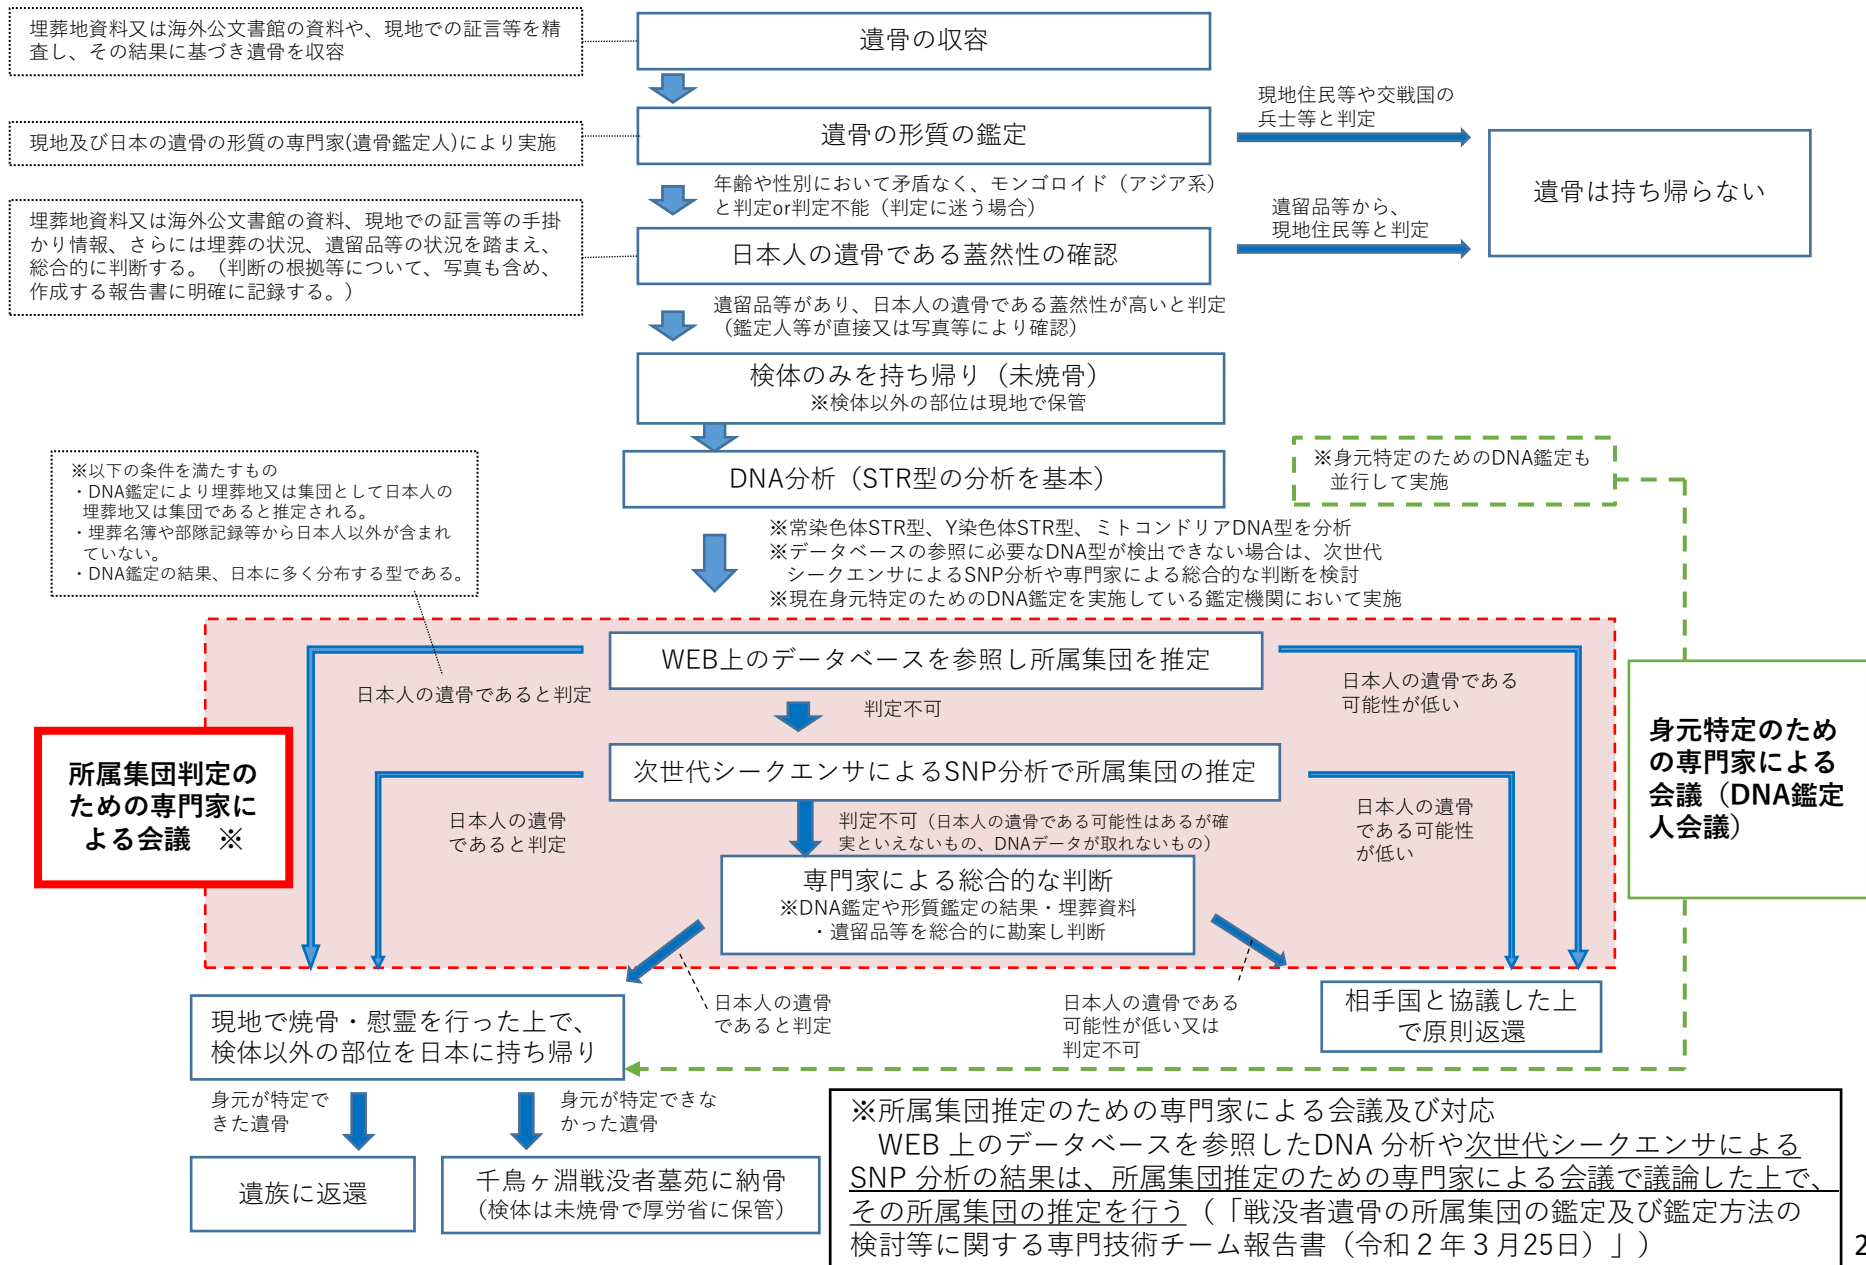 埋葬地資料又は海外公文書館の資料や、現地での証言等を精
査し、その結果に基づき遺骨を収容
遺骨の収容
現地及び日本の遺骨の形質の専門家(遺骨鑑定人)により実施
遺骨の形質の鑑定
現地住民等や交戦国の
兵士等と判定
遺骨は持ち帰らない
年齢や性別において矛盾なく、モンゴロイド（アジア系）
と判定or判定不能（判定に迷う場合）
埋葬地資料又は海外公文書館の資料、現地での証言等の手掛
かり情報、さらには埋葬の状況、遺留品等の状況を踏まえ、
総合的に判断する。（判断の根拠等について、写真も含め、
作成する報告書に明確に記録する。）
日本人の遺骨である蓋然性の確認
遺留品等から、
現地住民等と判定
遺留品等があり、日本人の遺骨である蓋然性が高いと判定
（鑑定人等が直接又は写真等により確認）
検体のみを持ち帰り（未焼骨）
※検体以外の部位は現地で保管
DNA分析（STR型の分析を基本）
※身元特定のためのDNA鑑定も
並行して実施
※以下の条件を満たすもの
・DNA鑑定により埋葬地又は集団として日本人の
埋葬地又は集団であると推定される。
・埋葬名簿や部隊記録等から日本人以外が含まれ
ていない。
・DNA鑑定の結果、日本に多く分布する型である。
※常染色体STR型、Y染色体STR型、ミトコンドリアDNA型を分析
※データベースの参照に必要なDNA型が検出できない場合は、次世代
シークエンサによるSNP分析や専門家による総合的な判断を検討
※現在身元特定のためのDNA鑑定を実施している鑑定機関において実施
WEB上のデータベースを参照し所属集団を推定
日本人の遺骨であると判定
判定不可
日本人の遺骨である
可能性が低い
所属集団判定の
ための専門家に
よる会議　※
次世代シークエンサによるSNP分析で所属集団の推定
身元特定のため
の専門家による
会議（DNA鑑定
人会議）
日本人の遺骨
であると判定
判定不可（日本人の遺骨である可能性はあるが確
実といえないもの、DNAデータが取れないもの）
日本人の遺骨
である可能性
が低い
専門家による総合的な判断
※DNA鑑定や形質鑑定の結果・埋葬資料
・遺留品等を総合的に勘案し判断
現地で焼骨・慰霊を行った上で、
検体以外の部位を日本に持ち帰り
日本人の遺骨
であると判定
日本人の遺骨である
可能性が低い又は
判定不可
相手国と協議した上
で原則返還
身元が特定で
きた遺骨
身元が特定できな
かった遺骨
遺族に返還
千鳥ヶ淵戦没者墓苑に納骨
(検体は未焼骨で厚労省に保管)
※所属集団推定のための専門家による会議及び対応
WEB 上のデータベースを参照したDNA 分析や次世代シークエンサによる
SNP 分析の結果は、所属集団推定のための専門家による会議で議論した上で、
その所属集団の推定を行う（「戦没者遺骨の所属集団の鑑定及び鑑定方法の
検討等に関する専門技術チーム報告書（令和２年３月25日）」）
2